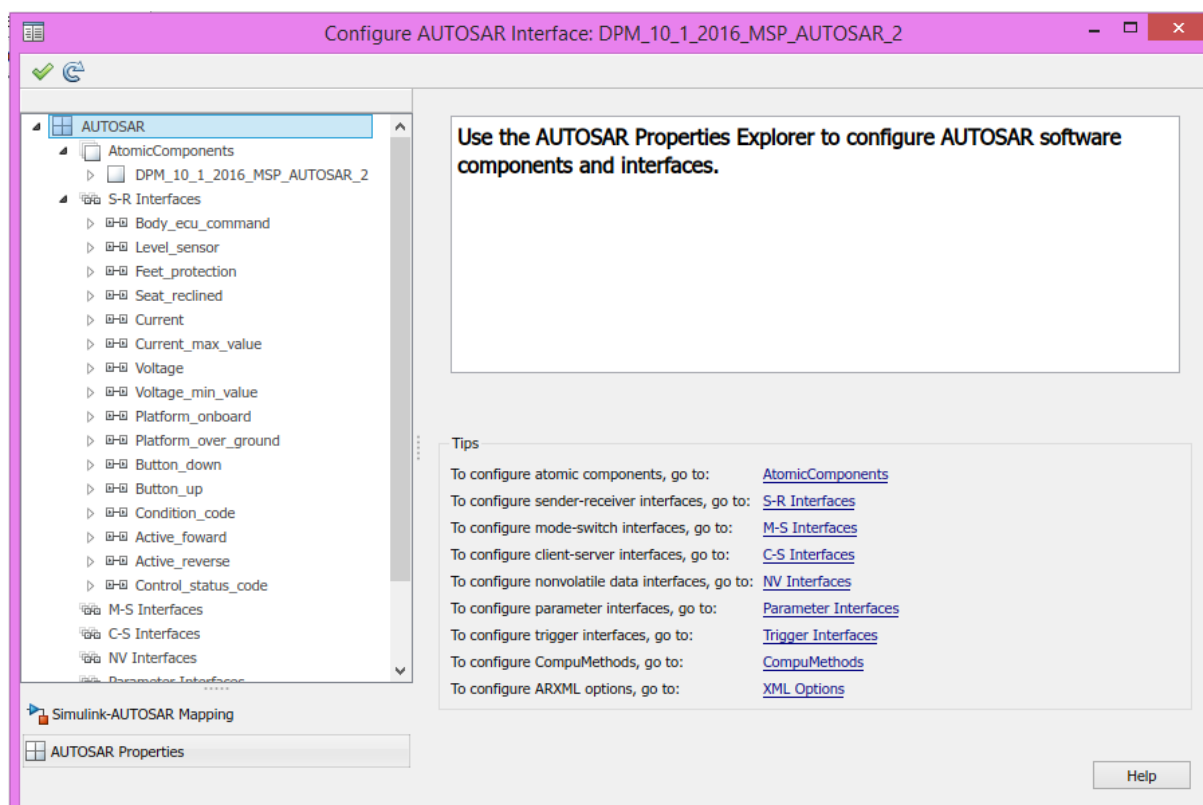 Configure AUTOSAR Interface: DPM_10_1_2016_MSP_AUTOSAR_2
AUTOSAR
AtomicComponents
DPM_10_1_2016_MSP_AUTOSAR_2
S-R Interfaces
Body_ecu_command
Level_sensor
Feet_protection
Seat_reclined
Current
Current_max_value
Voltage
Voltage_min_value
Platform_onboard
Platform_over_ground
Button_down
Button_up
Condition_code
Active_foward
Active_reverse
Control_status_code
M-S Interfaces
C-S Interfaces
NV Interfaces
Parameter Interfaces
Simulink-AUTOSAR Mapping
AUTOSAR Properties
Use the AUTOSAR Properties Explorer to configure AUTOSAR software
components and interfaces.
Tips
To configure atomic components, go to: AtomicComponents
To configure sender-receiver interfaces, go to: S-R Interfaces
To configure mode-switch interfaces, go to: M-S Interfaces
To configure client-server interfaces, go to: C-S Interfaces
To configure nonvolatile data interfaces, go to: NV Interfaces
To configure parameter interfaces, go to: Parameter Interfaces
To configure trigger interfaces, go to: Trigger Interfaces
To configure CompuMethods, go to: CompuMethods
To configure ARXML options, go to: XML Options
Help